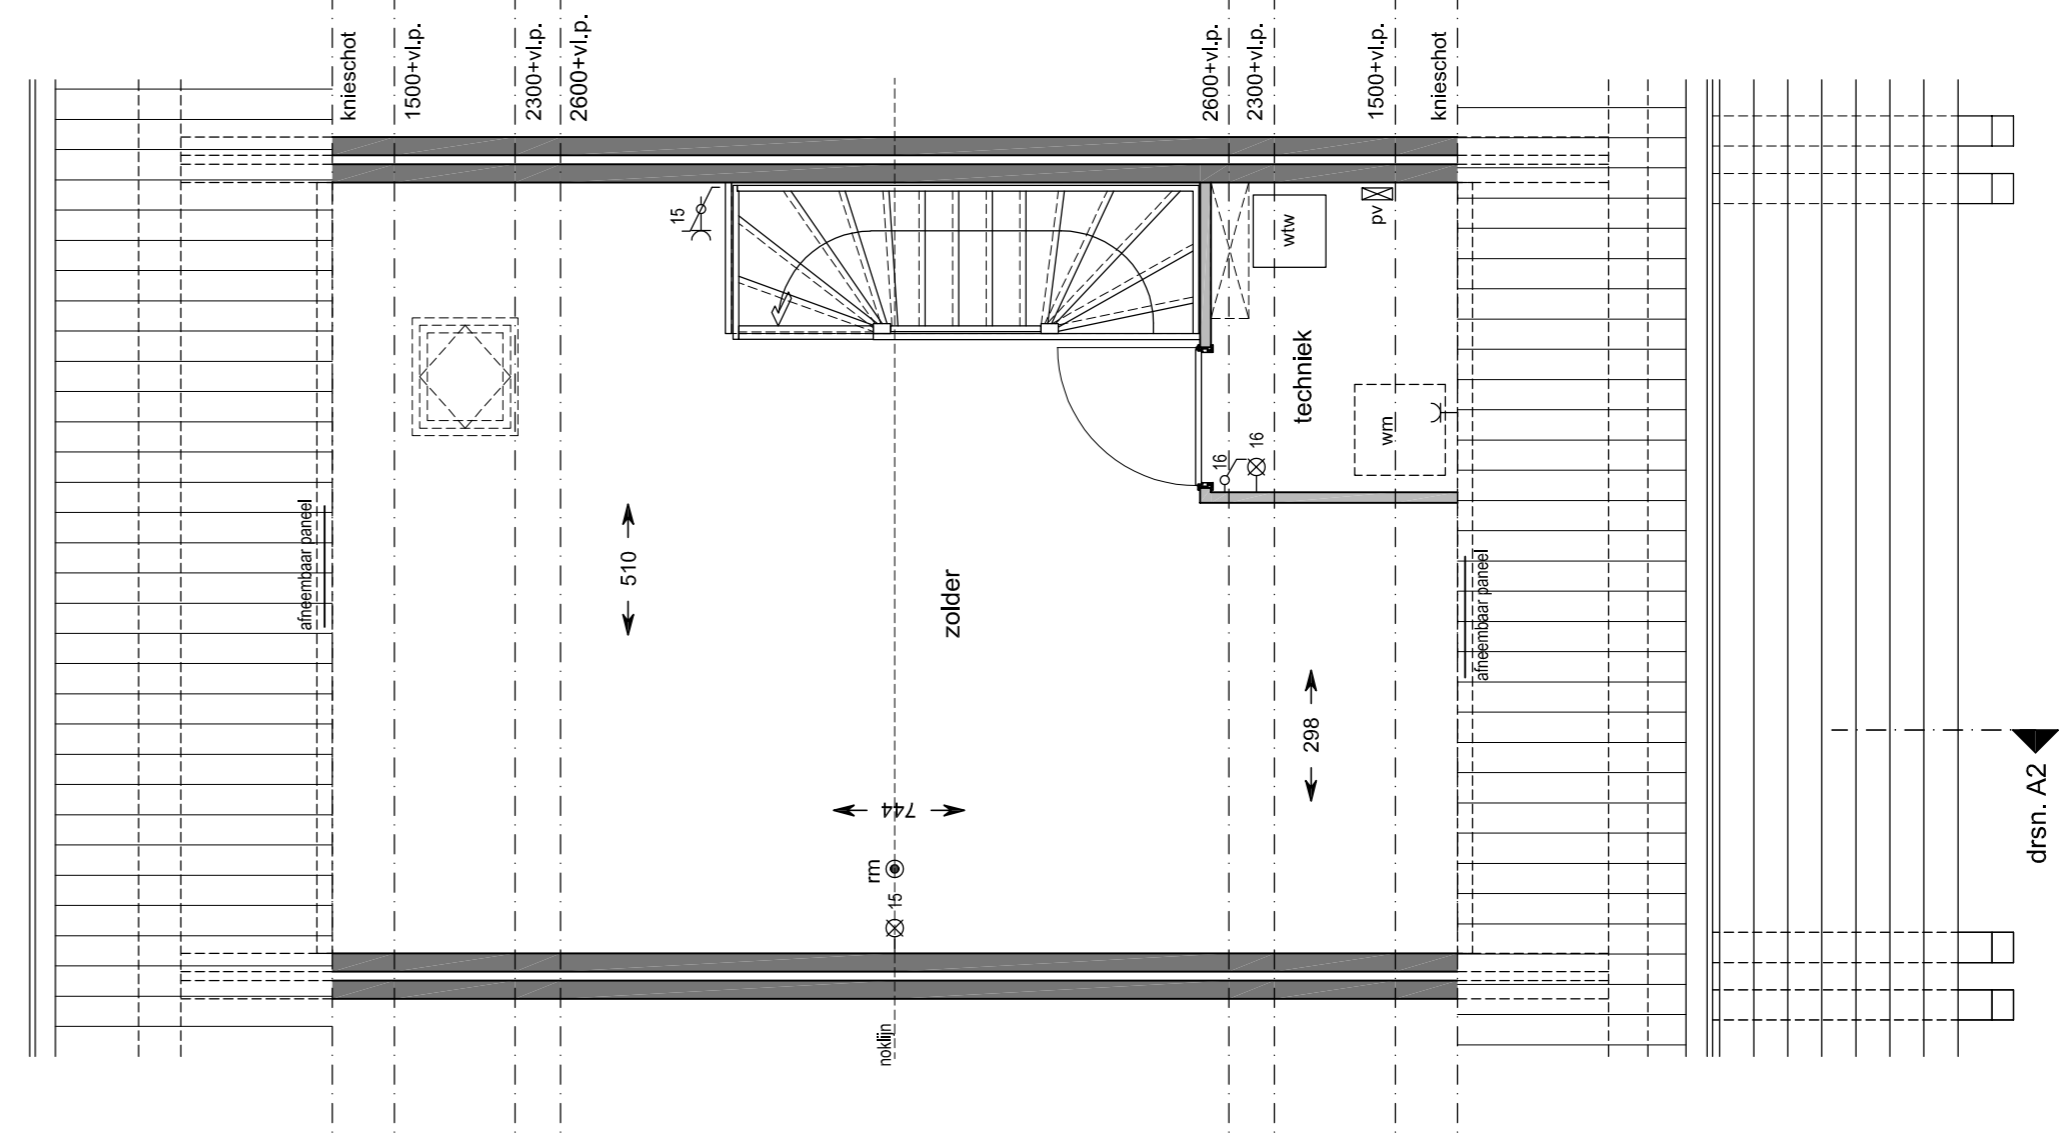 knieschot
1500+vl.p.
2300+vl.p.
2600+vl.p.
2600+vl.p.
2300+vl.p.
1500+vl.p.
knieschot
15
wtw
pv
techniek
wm
16
16
afneembaar paneel
510
zolder
afneembaar paneel
298
744
rm
15
noklijn
drsn. A2